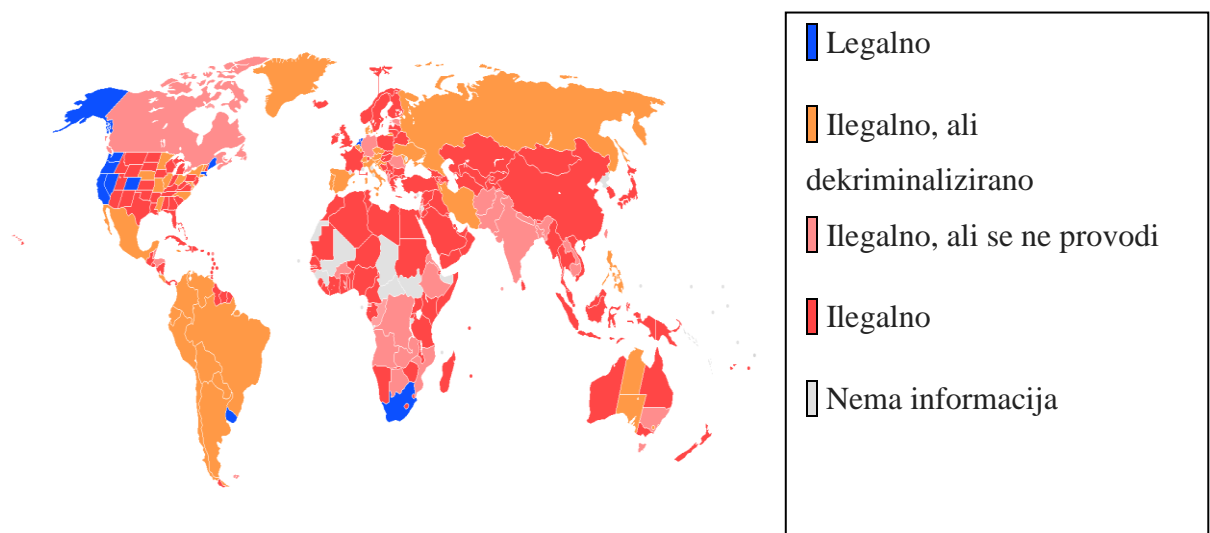 Legalno
Ilegalno, ali
dekriminalizirano
Ilegalno, ali se ne provodi
Ilegalno
Nema informacija